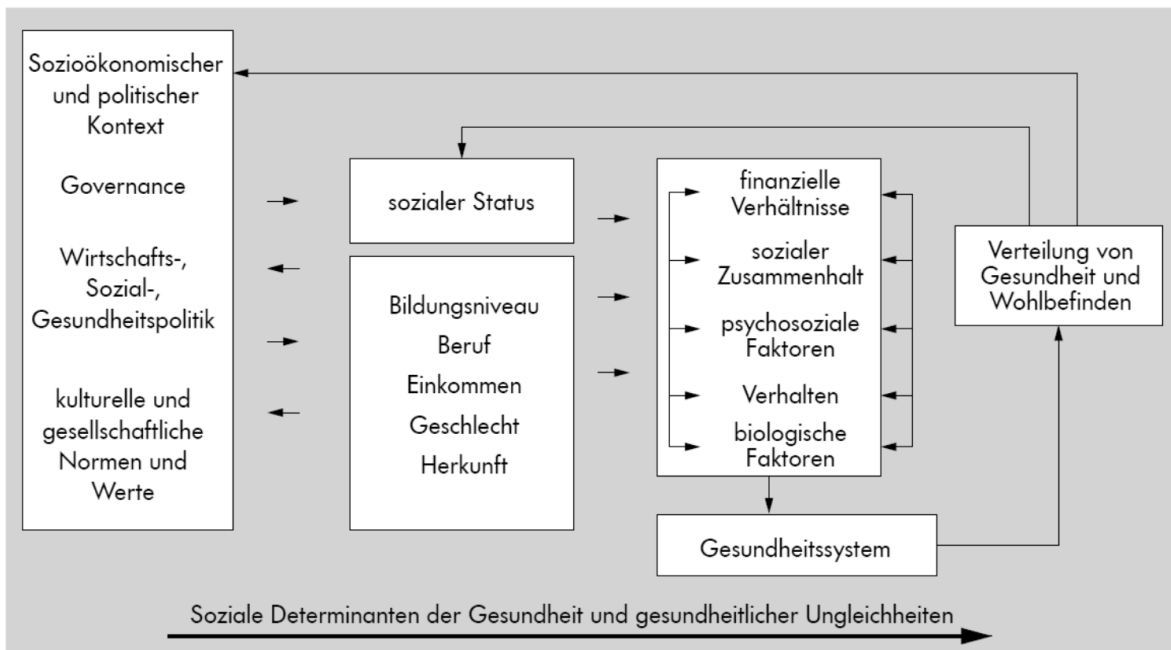 Sozioökonomischer
und politischer
Kontext
Governance
Wirtschafts-,
Sozial-,
Gesundheitspolitik
kulturelle und
gesellschaftliche
Normen und
Werte
sozialer Status
Bildungsniveau
Beruf
Einkommen
Geschlecht
Herkunft
finanzielle
Verhältnisse
sozialer
Zusammenhalt
psychosoziale
Faktoren
Verhalten
biologische
Faktoren
Gesundheitssystem
Verteilung von
Gesundheit und
Wohlbefinden
Soziale Determinanten der Gesundheit und gesundheitlicher Ungleichheiten